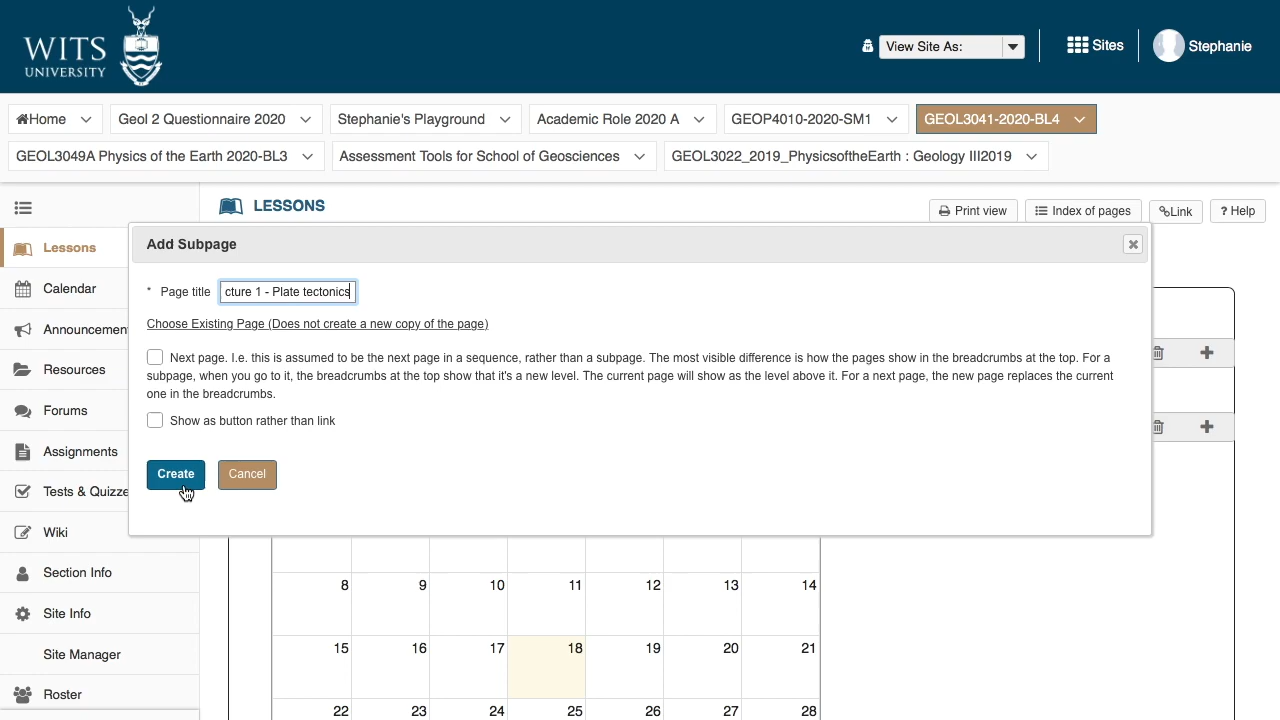 WITS
UNIVERSITY
View Site As:
Sites
Stephanie
Home
Geol 2 Questionnaire 2020
Stephanie's Playground
Academic Role 2020 A
GEOP4010-2020-SM1
GEOL3041-2020-BL4
GEOL3049A Physics of the Earth 2020-BL3
Assessment Tools for School of Geosciences
GEOL3022_2019_PhysicsoftheEarth : Geology III2019
LESSONS
Print view
Index of pages
Link
? Help
Lessons
Calendar
Announcemen
Resources
Forums
Assignments
Tests & Quizze
Wiki
Section Info
Site Info
Site Manager
Roster
Add Subpage
* Page title
cture 1 - Plate tectonics
Choose Existing Page (Does not create a new copy of the page)
Next page. I.e. this is assumed to be the next page in a sequence, rather than a subpage. The most visible difference is how the pages show in the breadcrumbs at the top. For a
subpage, when you go to it, the breadcrumbs at the top show that it's a new level. The current page will show as the level above it. For a next page, the new page replaces the current
one in the breadcrumbs.
Show as button rather than link
Create
Cancel
8 9 10 11 12 13 14
15 16 17 18 19 20 21
22 23 24 25 26 27 28